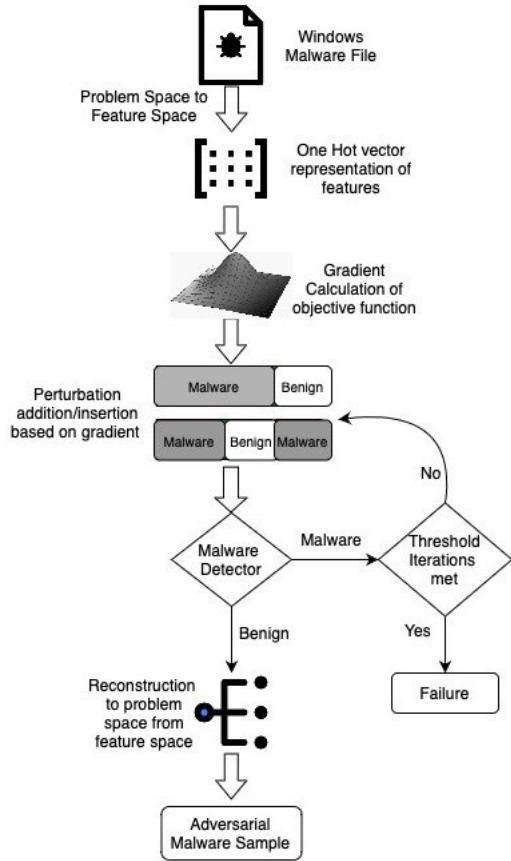 Windows
Malware File
Problem Space to
Feature Space
One Hot vector
representation of
features
Gradient
Calculation of
objective function
Perturbation
addition/insertion
based on gradient
Malware Benign
Malware Benign Malware
No
Malware
Detector
Malware
Threshold
Iterations
met
Benign
Yes
Failure
Reconstruction
to problem
space from
feature space
Adversarial
Malware Sample